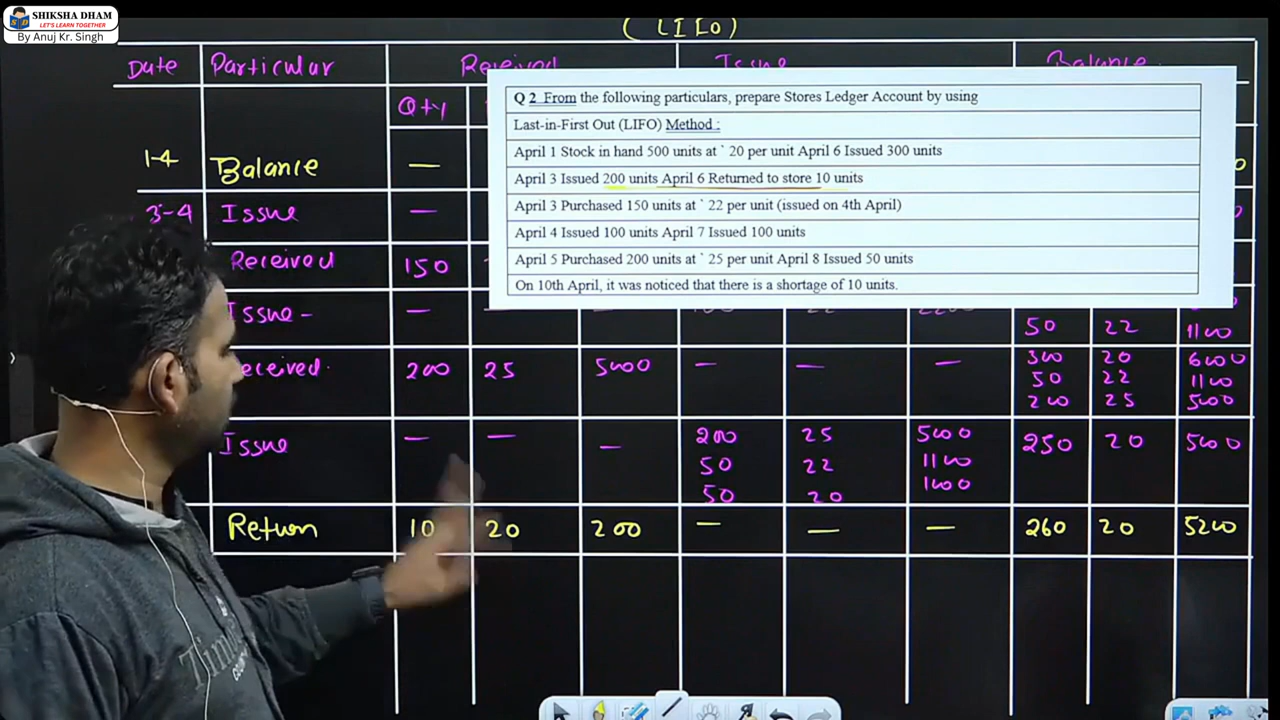 SHIKSHA DHAM
LET'S LEARN TOGETHER
By Anuj Kr. Singh
(LIFO)
Date Particular Received Issue Balance
Qty
Q 2 From the following particulars, prepare Stores Ledger Account by using
Last-in-First Out (LIFO) Method :
April 1 Stock in hand 500 units at ` 20 per unit April 6 Issued 300 units
April 3 Issued 200 units April 6 Returned to store 10 units
April 3 Purchased 150 units at ` 22 per unit (issued on 4th April)
April 4 Issued 100 units April 7 Issued 100 units
April 5 Purchased 200 units at ` 25 per unit April 8 Issued 50 units
On 10th April, it was noticed that there is a shortage of 10 units.
1-4 Balance —
3-4 Issue —
Received 150
Issue - —
50 22 1100
Received. 200 25 5000 — — — 300 20 6000
50 22 1100
200 25 5000
Issue — — — 200 25 5000 250 20 5000
50 22 1100
50 20 1000
Return 10 20 200 — — — 260 20 5200